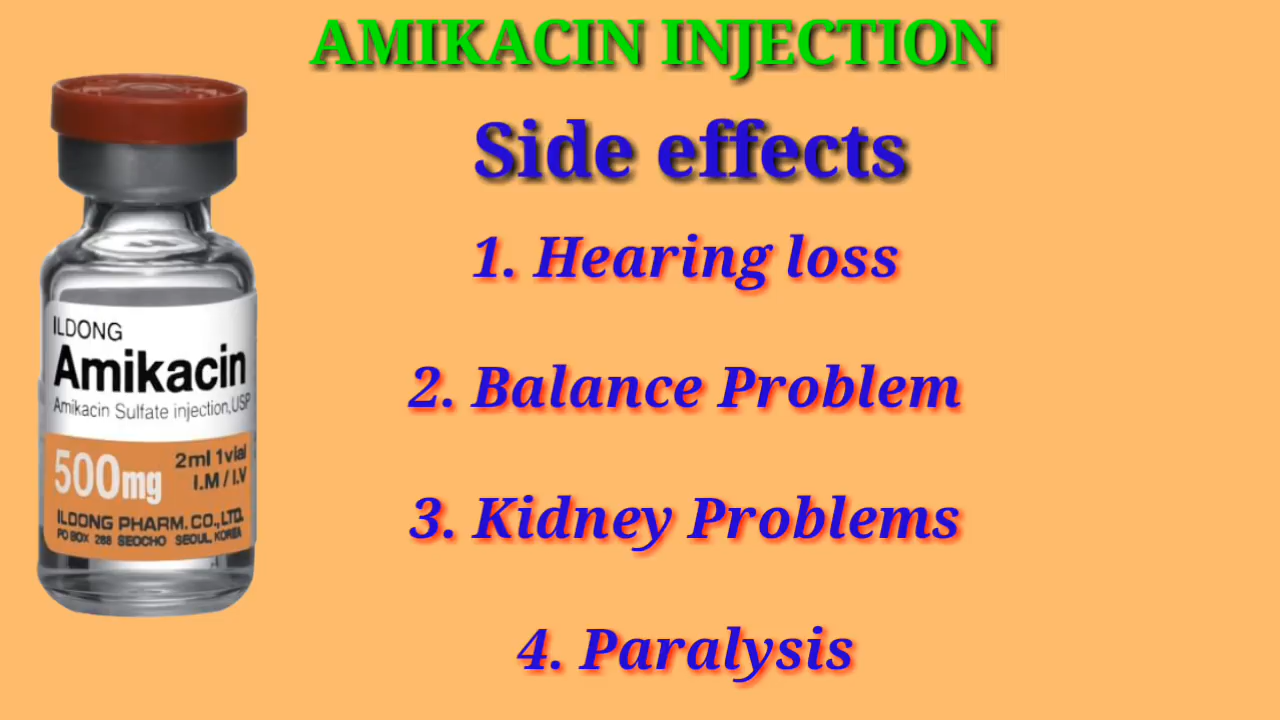 AMIKACIN INJECTION
Side effects
1. Hearing loss
2. Balance Problem
3. Kidney Problems
4. Paralysis
ILDONG
Amikacin
Amikacin Sulfate injection, USP
500mg
2ml 1vial
I.M / I.V
ILDONG PHARM. CO., LTD.
PO BOX 288 SEOCHO SEOUL, KOREA